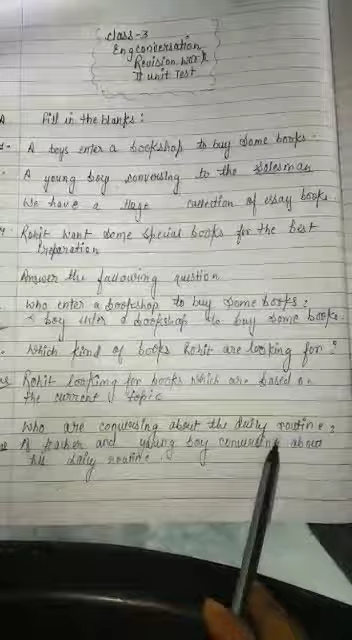 Class-3
Eng conversation
Revision work
II unit Test
A Fill in the blanks:
A boys enter a bookshop to buy some books.
A young boy conversing to the salesman
We have a Huge collection of essay books
Rohit want some special books for the best
preparation
Answer the following question
Who enter a bookshop to buy some books?
boy enter a bookshop to buy some books.
Which kind of books Rohit are looking for?
Rohit looking for books which are based on
the current topic
Who are conversing about the daily routine?
A teacher and young boy conversing about
his daily routine.